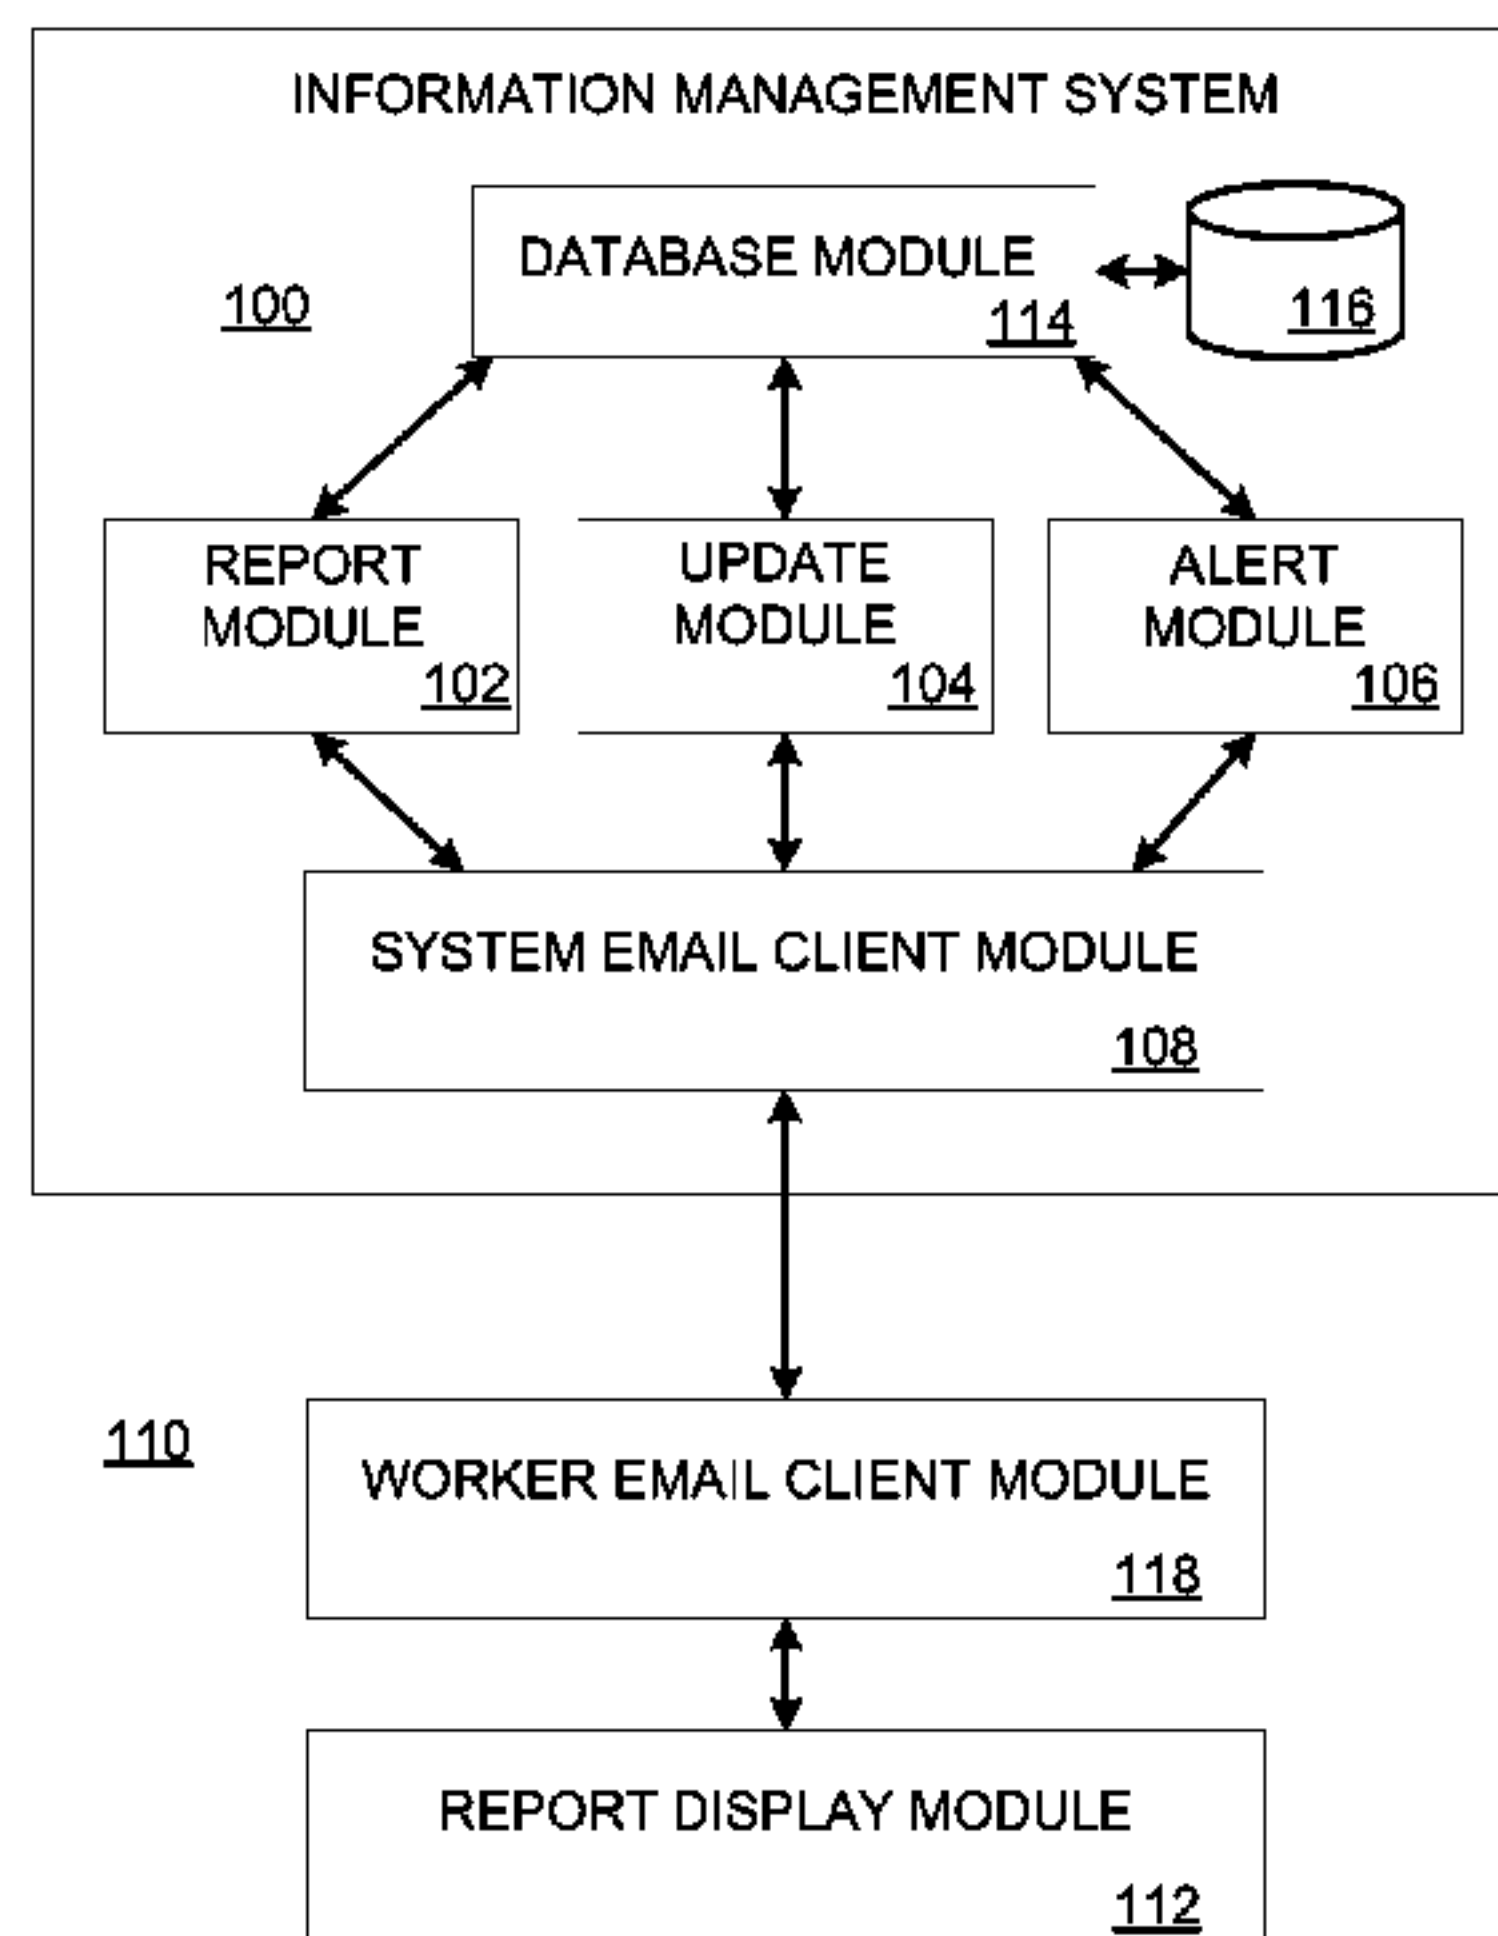 INFORMATION MANAGEMENT SYSTEM
DATABASE MODULE
114
116
100
REPORT
MODULE
102
UPDATE
MODULE
104
ALERT
MODULE
106
SYSTEM EMAIL CLIENT MODULE
108
110
WORKER EMAIL CLIENT MODULE
118
REPORT DISPLAY MODULE
112